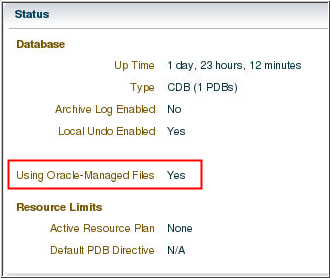 Status
Database
Up Time 1 day, 23 hours, 12 minutes
Type CDB (1 PDBs)
Archive Log Enabled No
Local Undo Enabled Yes
Using Oracle-Managed Files Yes
Resource Limits
Active Resource Plan None
Default PDB Directive N/A